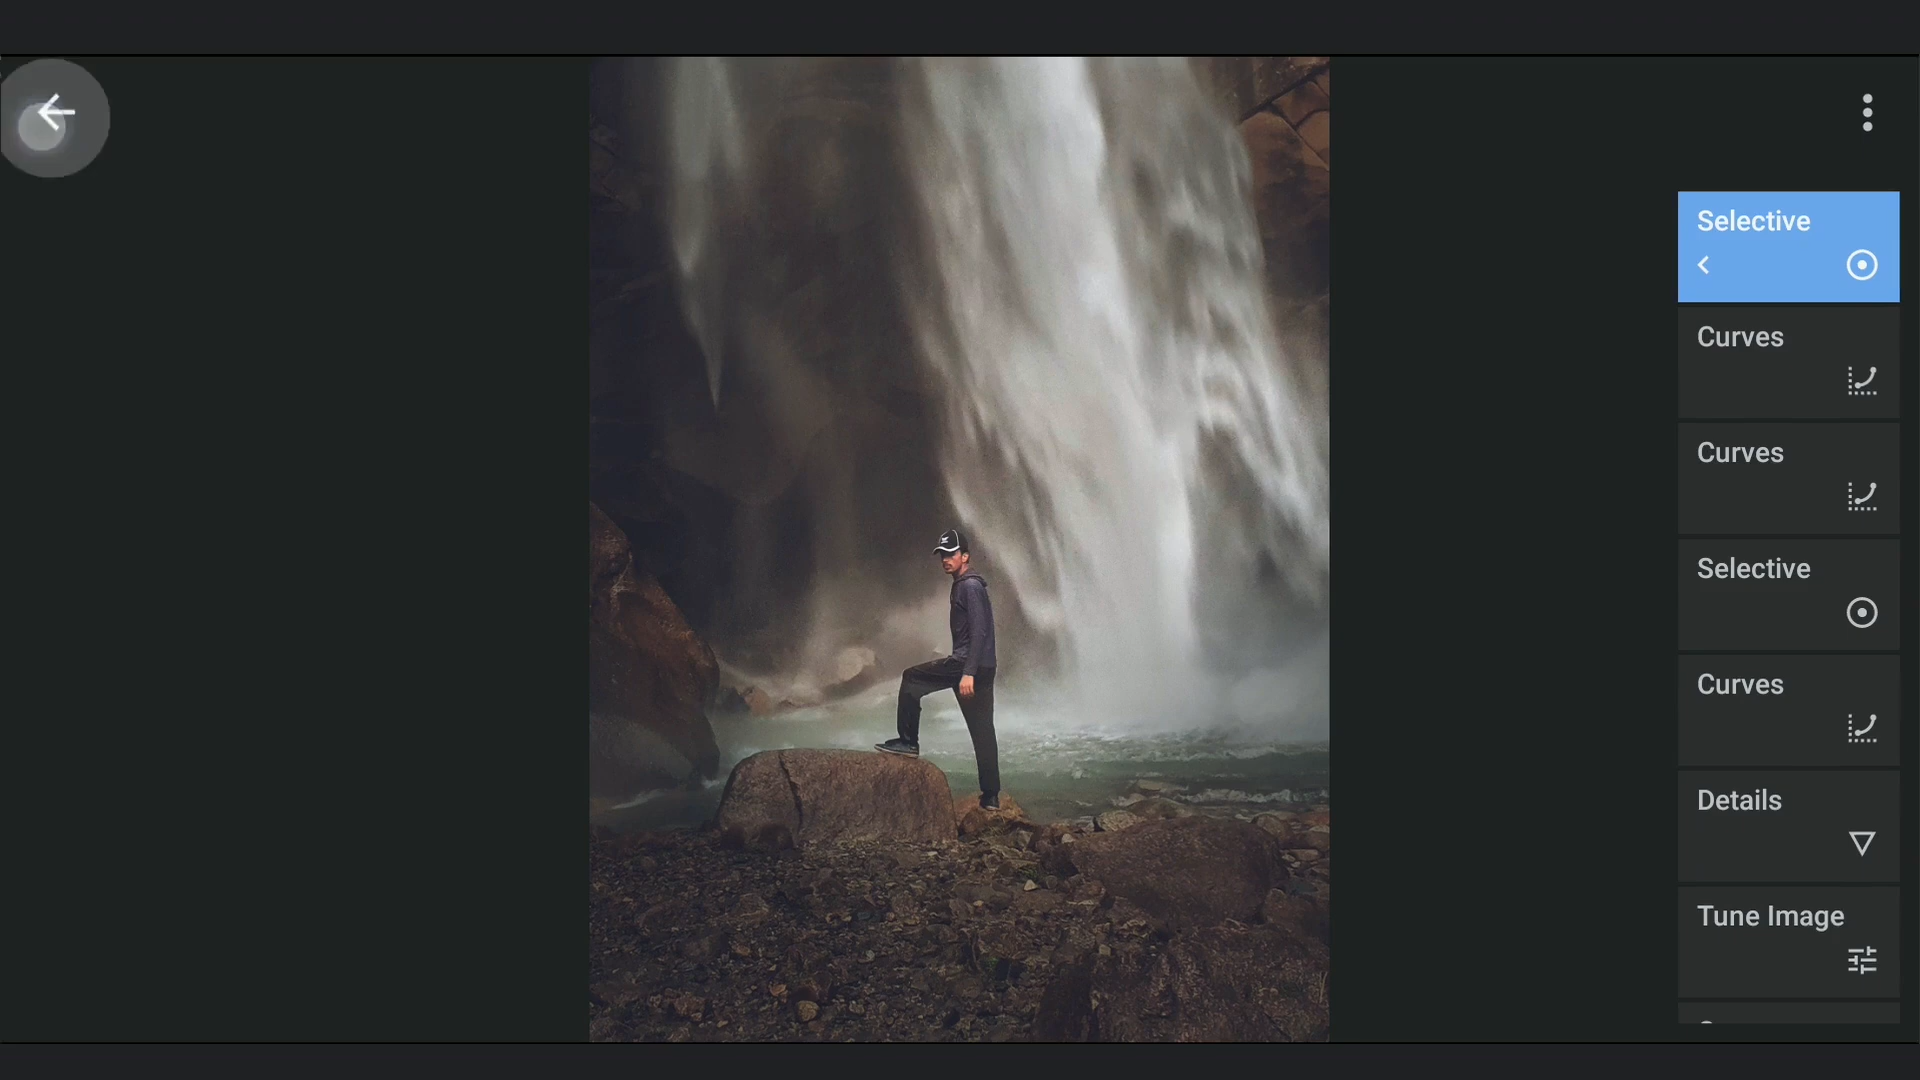 Selective
Curves
Curves
Selective
Curves
Details
Tune Image